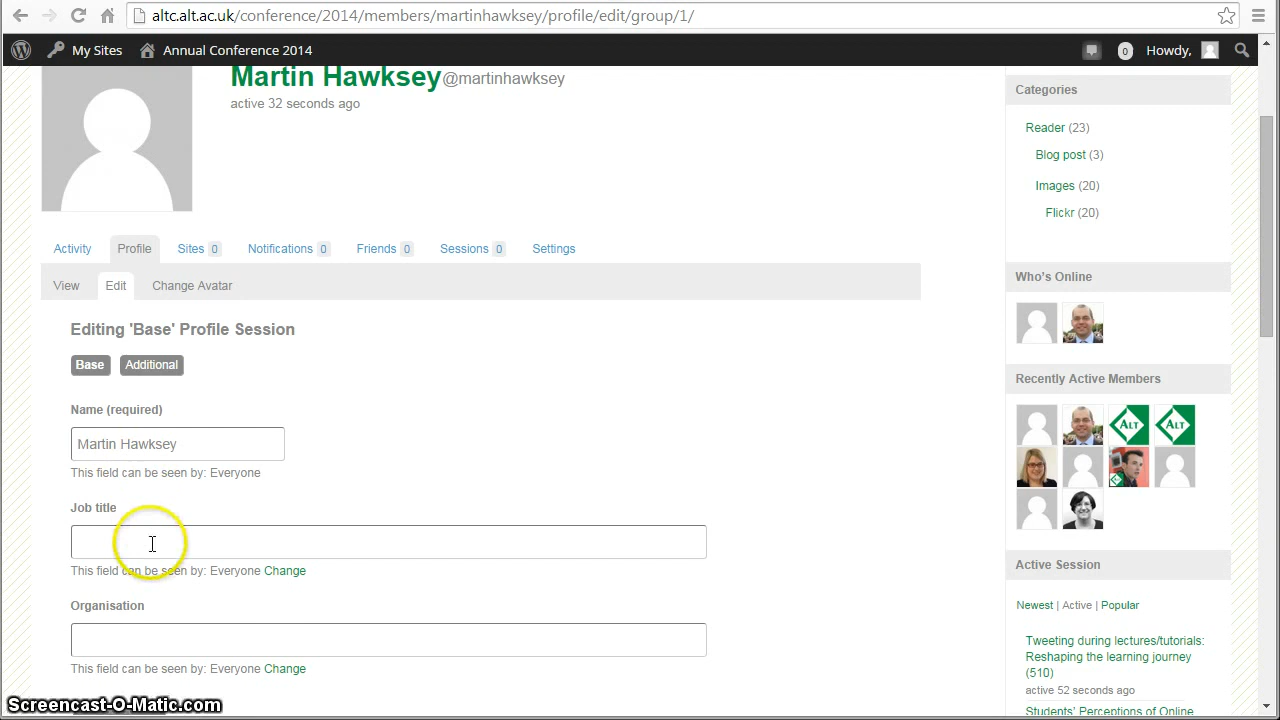 altc.alt.ac.uk/conference/2014/members/martinhawksey/profile/edit/group/1/
My Sites Annual Conference 2014 0 Howdy,
Martin Hawksey@martinhawksey
active 32 seconds ago
Activity Profile Sites 0 Notifications 0 Friends 0 Sessions 0 Settings
View Edit Change Avatar
Editing 'Base' Profile Session
Base Additional
Name (required)
Martin Hawksey
This field can be seen by: Everyone
Job title
This field can be seen by: Everyone Change
Organisation
This field can be seen by: Everyone Change
Categories
Reader (23)
Blog post (3)
Images (20)
Flickr (20)
Who's Online
Recently Active Members
ALT ALT
Active Session
Newest | Active | Popular
Tweeting during lectures/tutorials:
Reshaping the learning journey
(510)
active 52 seconds ago
Students' Perceptions of Online
Screencast-O-Matic.com